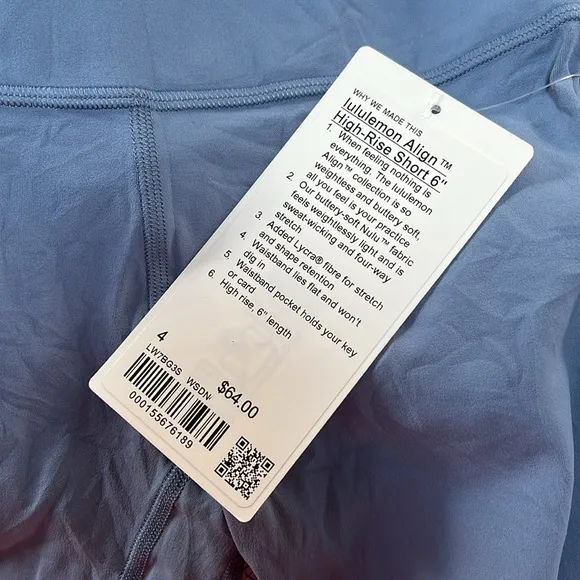 WHY WE MADE THIS
lululemon Align™
High-Rise Short 6"
1. When feeling nothing is
everything. The lululemon
Align™ collection is so
weightless and buttery soft,
all you feel is your practice
2. Our buttery-soft Nulu™ fabric
feels weightlessly light and is
sweat-wicking and four-way
stretch
3. Added Lycra® fibre for stretch
and shape retention
4. Waistband lies flat and won't
dig in
5. Waistband pocket holds your key
or card
6. High rise, 6" length
4
LW7BG3S WSDN
$64.00
000155676189